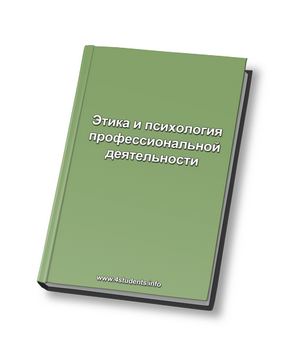 Этика и психология
профессиональной
деятельности
www.4students.info